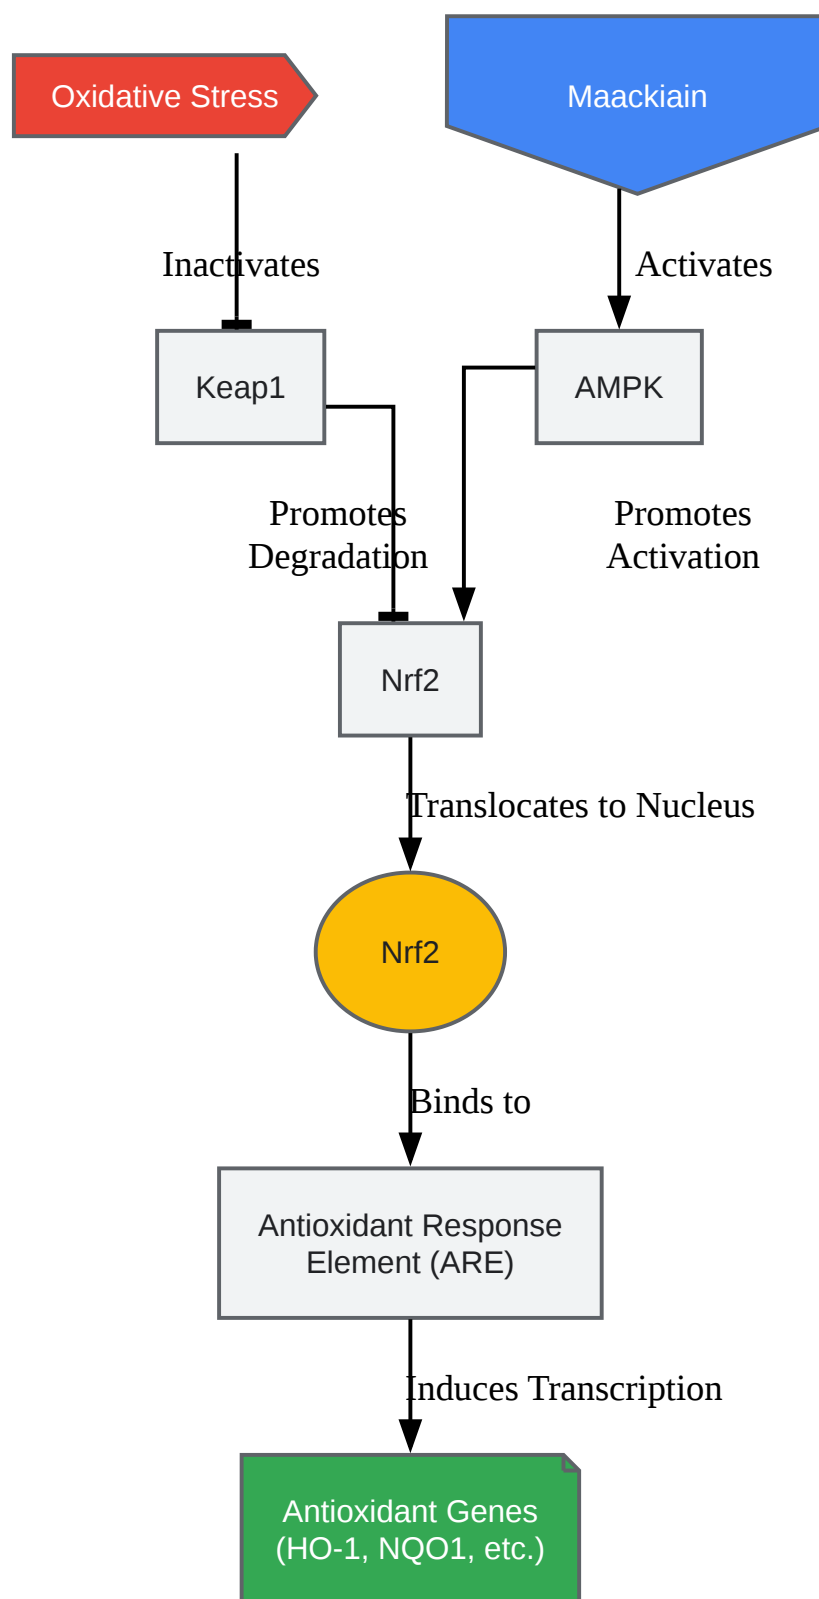 Oxidative Stress
Maackiain
Inactivates
Activates
Keap1
AMPK
Promotes
Degradation
Promotes
Activation
Nrf2
Translocates to Nucleus
Nrf2
Binds to
Antioxidant Response
Element (ARE)
Induces Transcription
Antioxidant Genes
(HO-1, NQO1, etc.)